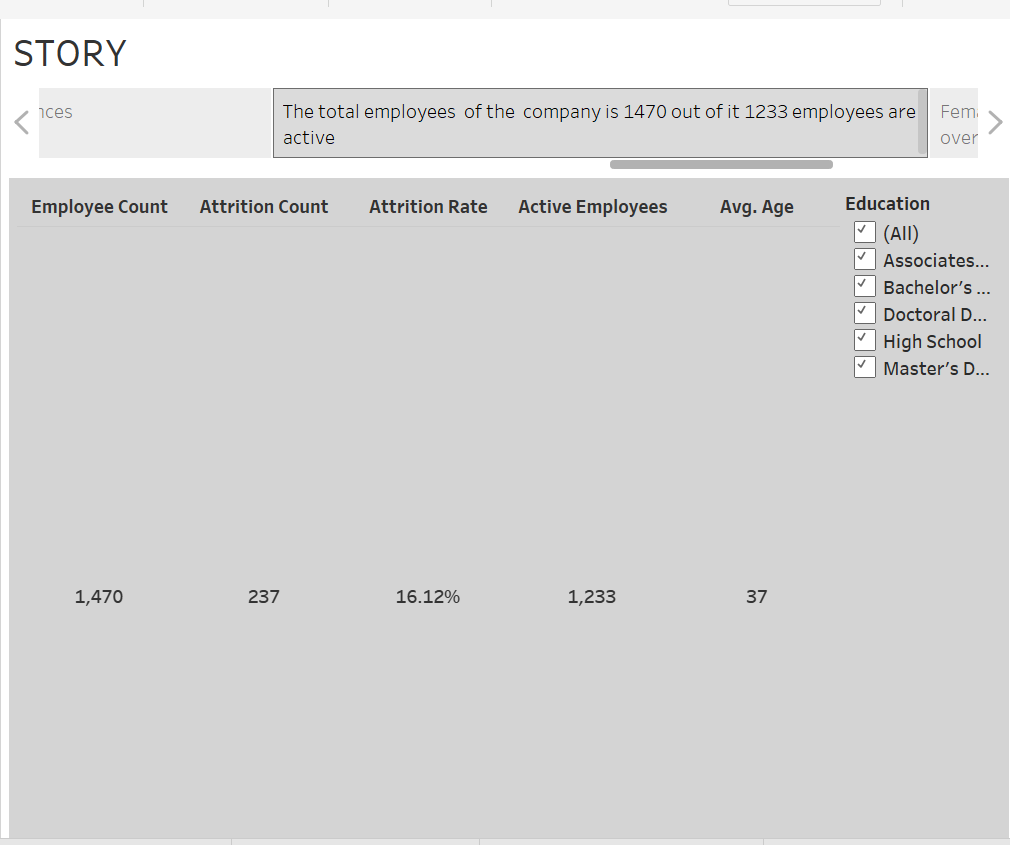 STORY
nces
The total employees  of the  company is 1470 out of it 1233 employees are
active
Fem
over
Employee Count
Attrition Count
Attrition Rate
Active Employees
Avg. Age
Education
(All)
Associates...
Bachelor's ...
Doctoral D...
High School
Master's D...
1,470
237
16.12%
1,233
37